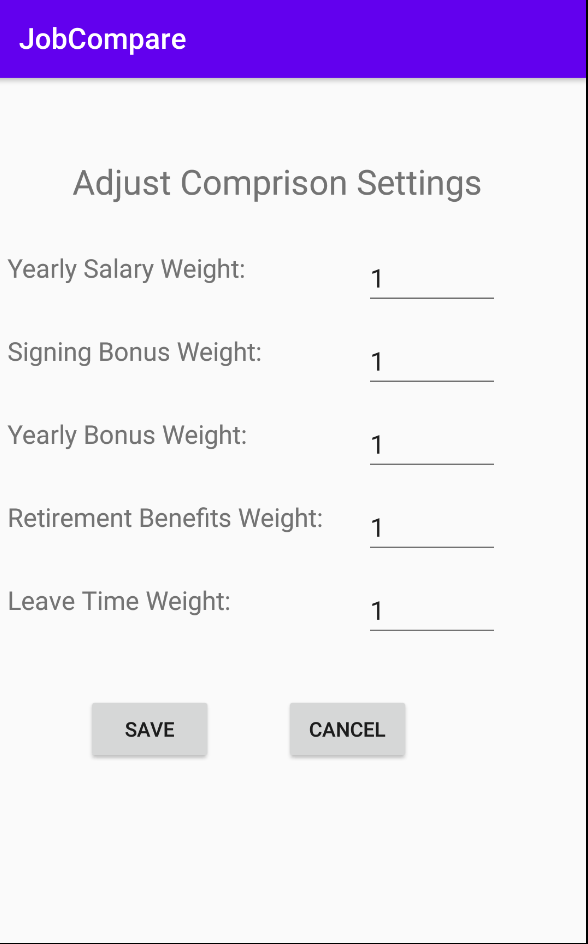 JobCompare
Adjust Comprison Settings
Yearly Salary Weight: 1
Signing Bonus Weight: 1
Yearly Bonus Weight: 1
Retirement Benefits Weight: 1
Leave Time Weight: 1
SAVE CANCEL